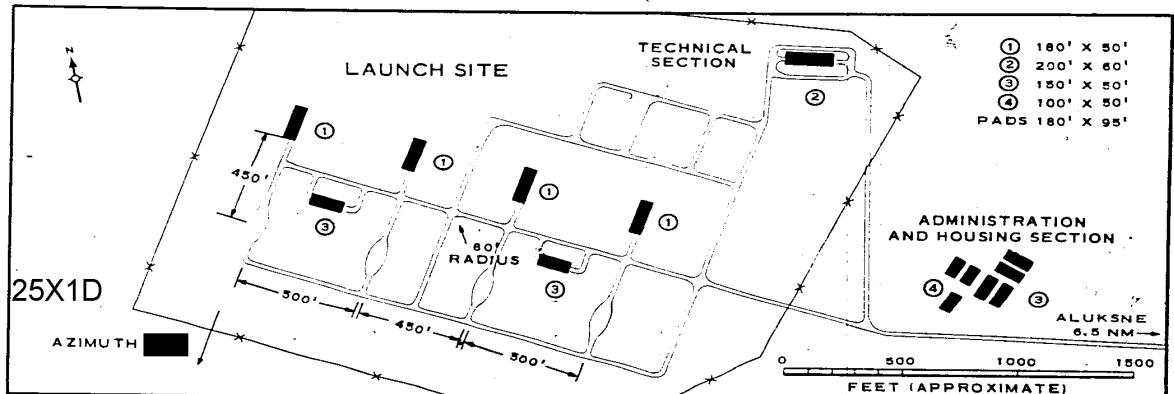 N
LAUNCH SITE
TECHNICAL
SECTION
① 180' X 50'
② 200' X 60'
③ 150' X 50'
④ 100' X 50'
PADS 180' X 95'
②
①
①
①
①
450'
③
60'
RADIUS
③
ADMINISTRATION
AND HOUSING SECTION
④
③
25X1D
500'
450'
500'
ALUKSNE
6.5 NM
AZIMUTH
0 500 1000 1500
FEET (APPROXIMATE)